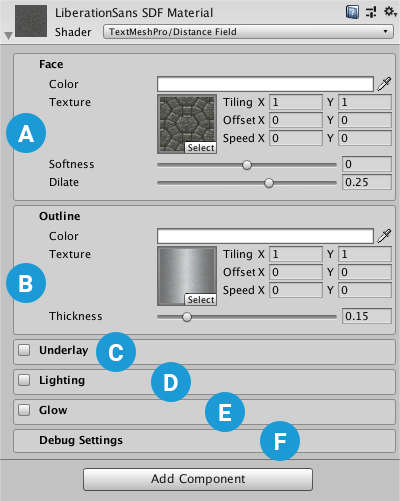 LiberationSans SDF Material
Shader TextMeshPro/Distance Field
Face
Color
Texture Tiling X 1 Y 1
Offset X 0 Y 0
Speed X 0 Y 0
Select
A
Softness 0
Dilate 0.25
Outline
Color
Texture Tiling X 1 Y 1
Offset X 0 Y 0
B
Speed X 0 Y 0
Select
Thickness 0.15
Underlay C
Lighting D
Glow E
Debug Settings F
Add Component